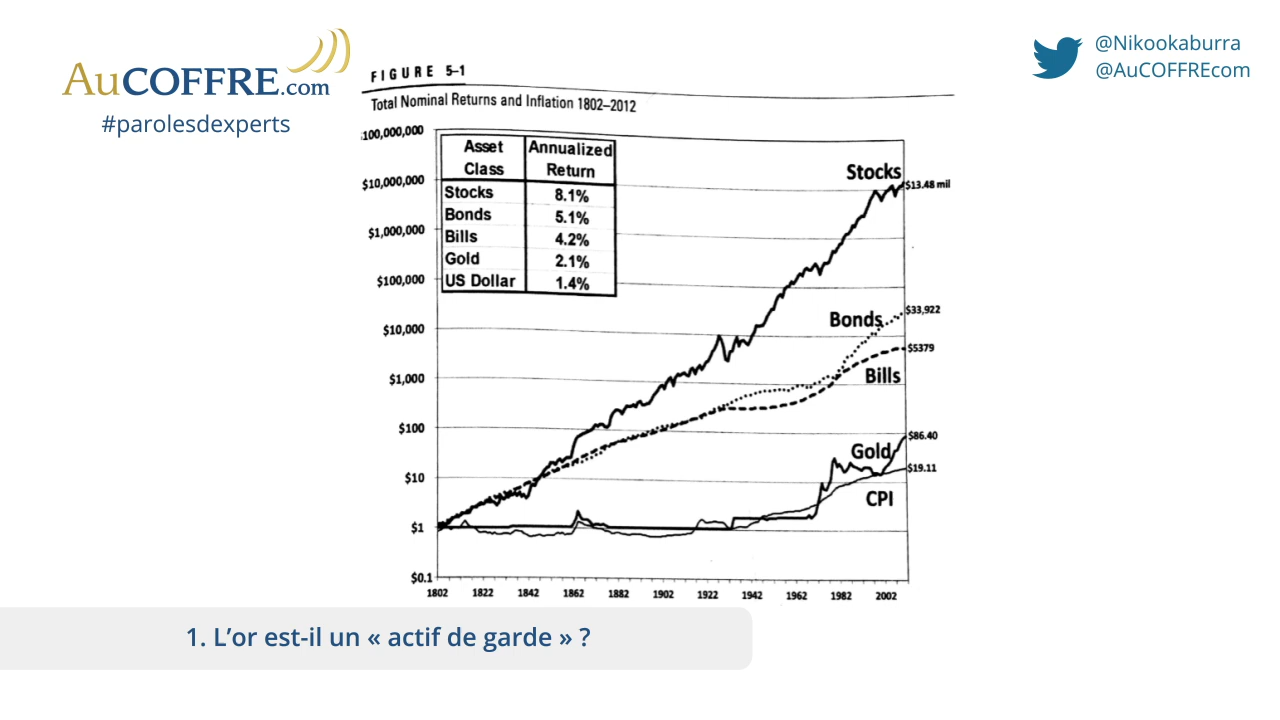 AuCOFFRE.com
#parolesdexperts
@Nikookaburra
@AuCOFFREcom
FIGURE 5–1
Total Nominal Returns and Inflation 1802–2012
100,000,000
$10,000,000
$1,000,000
$100,000
$10,000
$1,000
$100
$10
$1
$0.1
Asset Class Annualized Return
Stocks 8.1%
Bonds 5.1%
Bills 4.2%
Gold 2.1%
US Dollar 1.4%
Stocks
$13.48 mil
Bonds
$33,922
$5379
Bills
$86.40
Gold
$19.11
CPI
1802 1822 1842 1862 1882 1902 1922 1942 1962 1982 2002
1. L’or est-il un « actif de garde » ?